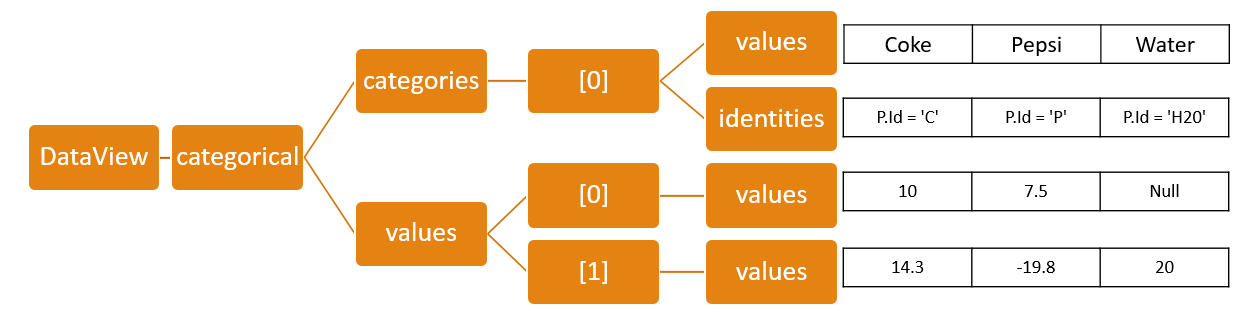 DataView
categorical
categories
[0]
values
Coke Pepsi Water
identities
P.Id = 'C' P.Id = 'P' P.Id = 'H20'
values
[0]
values
10 7.5 Null
[1]
values
14.3 -19.8 20